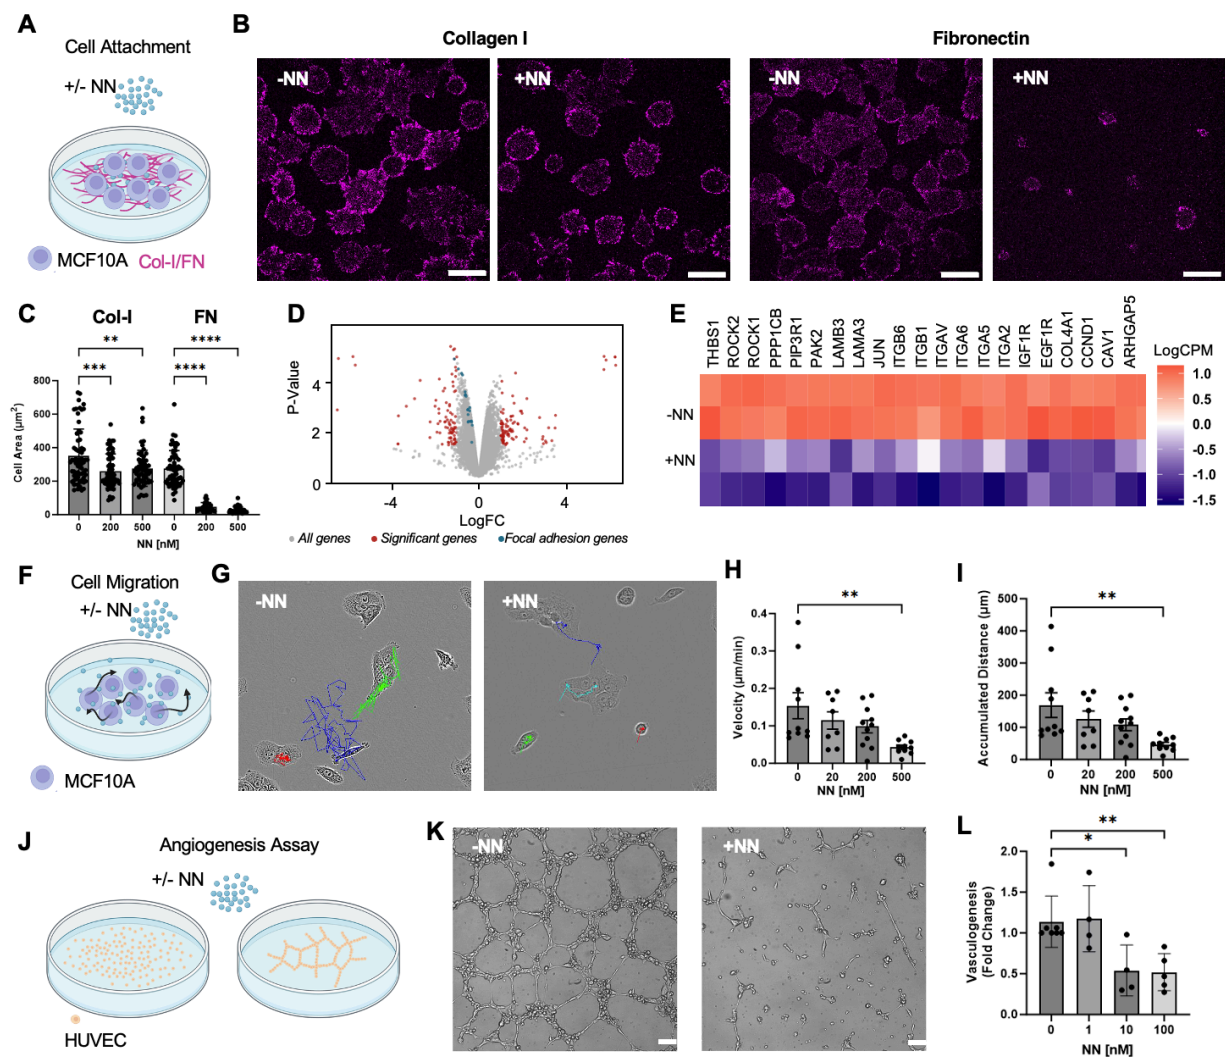 A
Cell Attachment
+/- NN
MCF10A Col-I/FN
B
Collagen I
Fibronectin
-NN
+NN
-NN
+NN
C
Col-I
FN
**
****
***
****
Cell Area (µm²)
800
600
400
200
0
0 200 500 0 200 500
NN [nM]
D
P-Value
4
2
0
-4 0 4
LogFC
All genes Significant genes Focal adhesion genes
E
THBS1
ROCK2
ROCK1
PPP1CB
PIP3R1
PAK2
LAMB3
LAMA3
JUN
ITGB6
ITGB1
ITGAV
ITGA6
ITGA5
ITGA2
IGF1R
EGF1R
COL4A1
CCND1
CAV1
ARHGAP5
-NN
+NN
LogCPM
1.0
0.5
0.0
-0.5
-1.0
-1.5
F
Cell Migration
+/- NN
MCF10A
G
-NN
+NN
H
**
Velocity (µm/min)
0.4
0.3
0.2
0.1
0.0
0 20 200 500
NN [nM]
I
**
Accumulated Distance (µm)
500
400
300
200
100
0
0 20 200 500
NN [nM]
J
Angiogenesis Assay
+/- NN
HUVEC
K
-NN
+NN
L
**
*
Vasculogenesis
(Fold Change)
2.0
1.5
1.0
0.5
0.0
0 1 10 100
NN [nM]